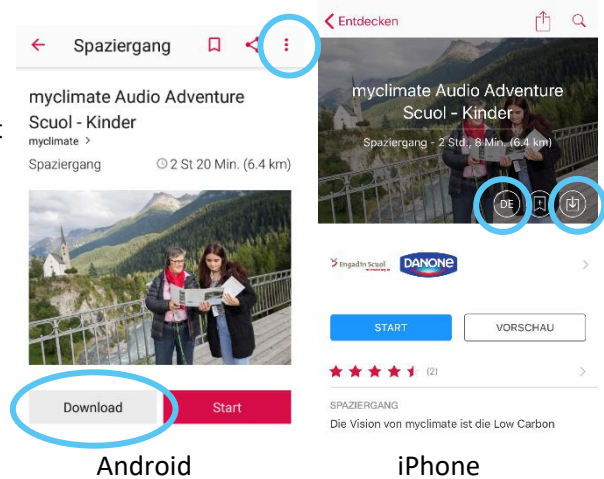 Spaziergang
myclimate Audio Adventure
Scuol - Kinder
myclimate >
Spaziergang 2 St 20 Min. (6.4 km)
Download
Start
Android
Entdecken
myclimate Audio Adventure
Scuol - Kinder
Spaziergang - 2 Std., 8 Min. (6.4 km)
DE
Engadin Scuol
DANONE
START
VORSCHAU
(2)
SPAZIERGANG
Die Vision von myclimate ist die Low Carbon
iPhone